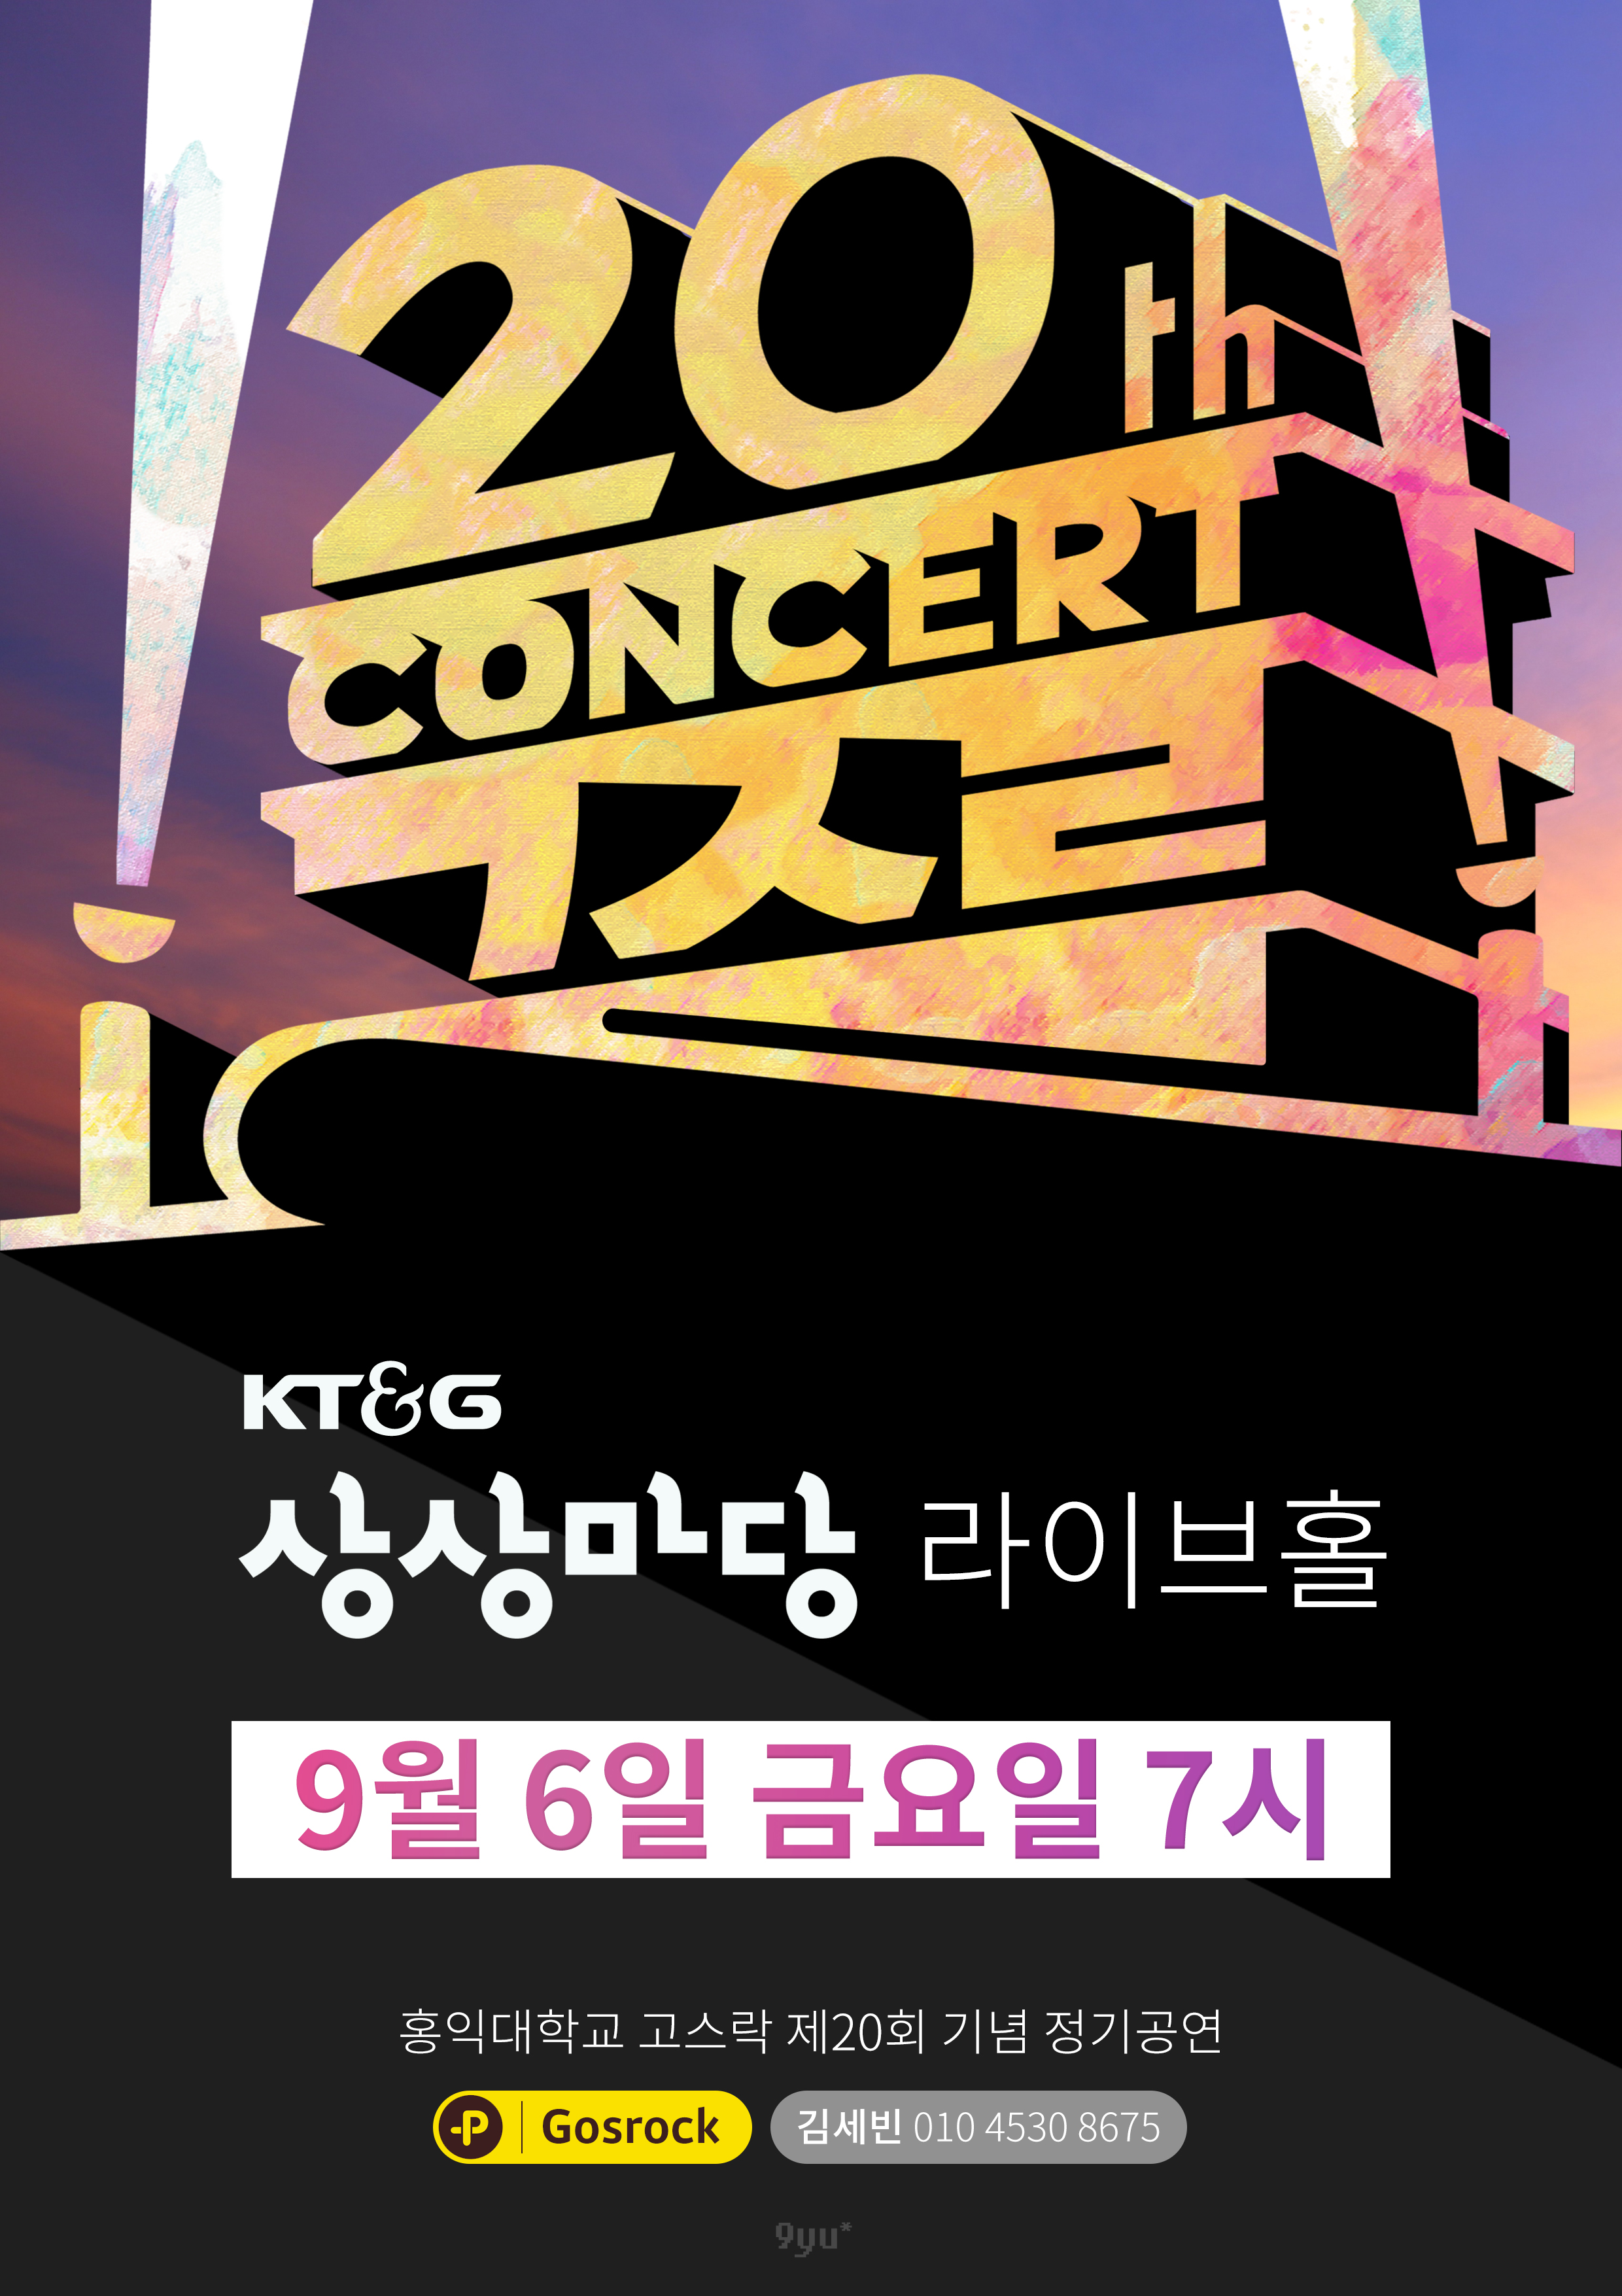 20th
CONCERT
KT&G
상상마당 라이브홀
9월 6일 금요일 7시
홍익대학교 고스락 제20회 기념 정기공연
P Gosrock 김세빈 010 4530 8675
9yu*